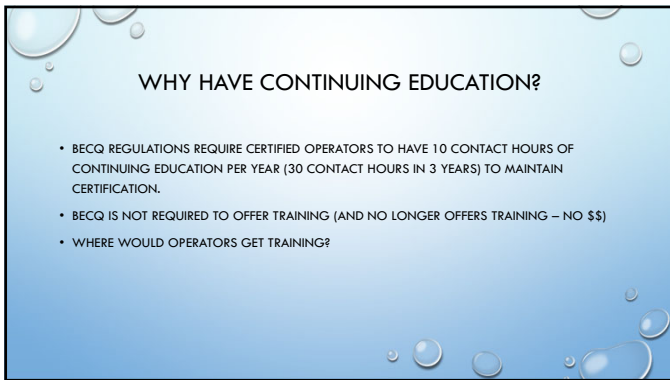 WHY HAVE CONTINUING EDUCATION?
• BECQ REGULATIONS REQUIRE CERTIFIED OPERATORS TO HAVE 10 CONTACT HOURS OF
CONTINUING EDUCATION PER YEAR (30 CONTACT HOURS IN 3 YEARS) TO MAINTAIN
CERTIFICATION.
• BECQ IS NOT REQUIRED TO OFFER TRAINING (AND NO LONGER OFFERS TRAINING – NO $$)
• WHERE WOULD OPERATORS GET TRAINING?